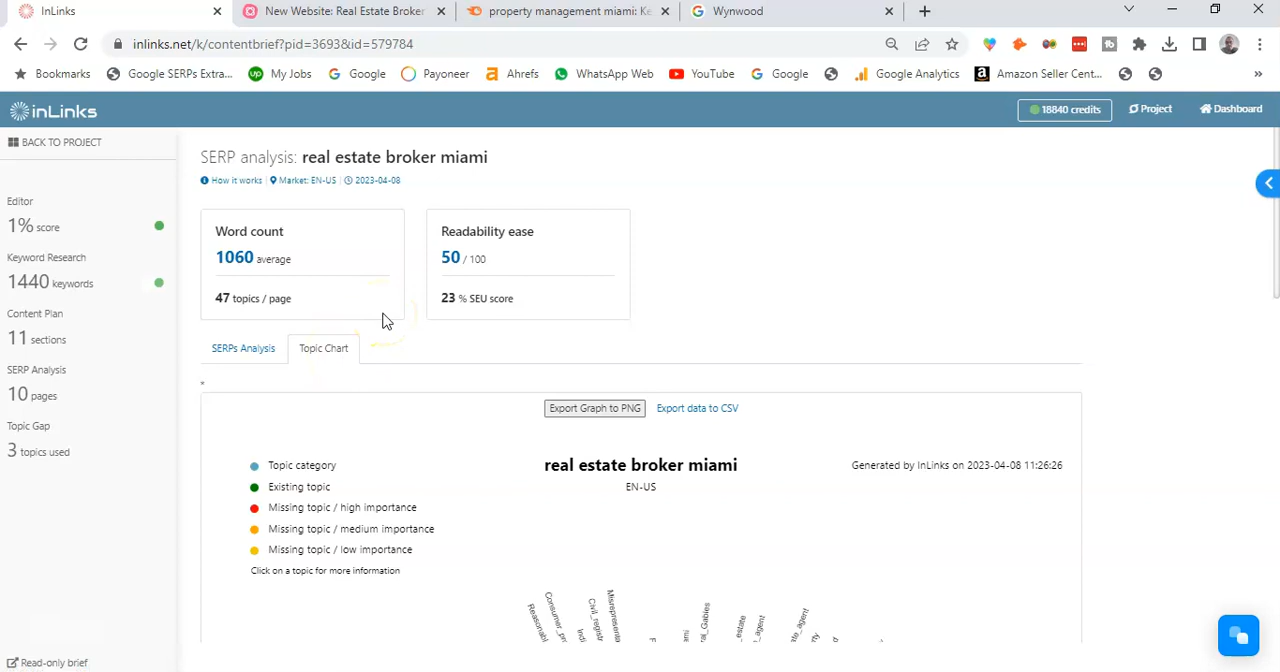 InLinks
New Website: Real Estate Broker
property management miami: Ke
Wynwood
inlinks.net/k/contentbrief?pid=3693&id=579784
Bookmarks
Google SERPs Extra...
My Jobs
Google
Payoneer
Ahrefs
WhatsApp Web
YouTube
Google
Google Analytics
Amazon Seller Cent...
inLinks
18840 credits
Project
Dashboard
BACK TO PROJECT
Editor
1% score
Keyword Research
1440 keywords
Content Plan
11 sections
SERP Analysis
10 pages
Topic Gap
3 topics used
Read-only brief
SERP analysis: real estate broker miami
How it works | Market: EN-US | 2023-04-08
Word count
1060 average
47 topics / page
Readability ease
50 / 100
23 % SEU score
SERPs Analysis
Topic Chart
*
Export Graph to PNG
Export data to CSV
real estate broker miami
EN-US
Generated by InLinks on 2023-04-08 11:26:26
Topic category
Existing topic
Missing topic / high importance
Missing topic / medium importance
Missing topic / low importance
Click on a topic for more information
Reasonabl
Consumer_pr
Civil_registr
Misrepresenta